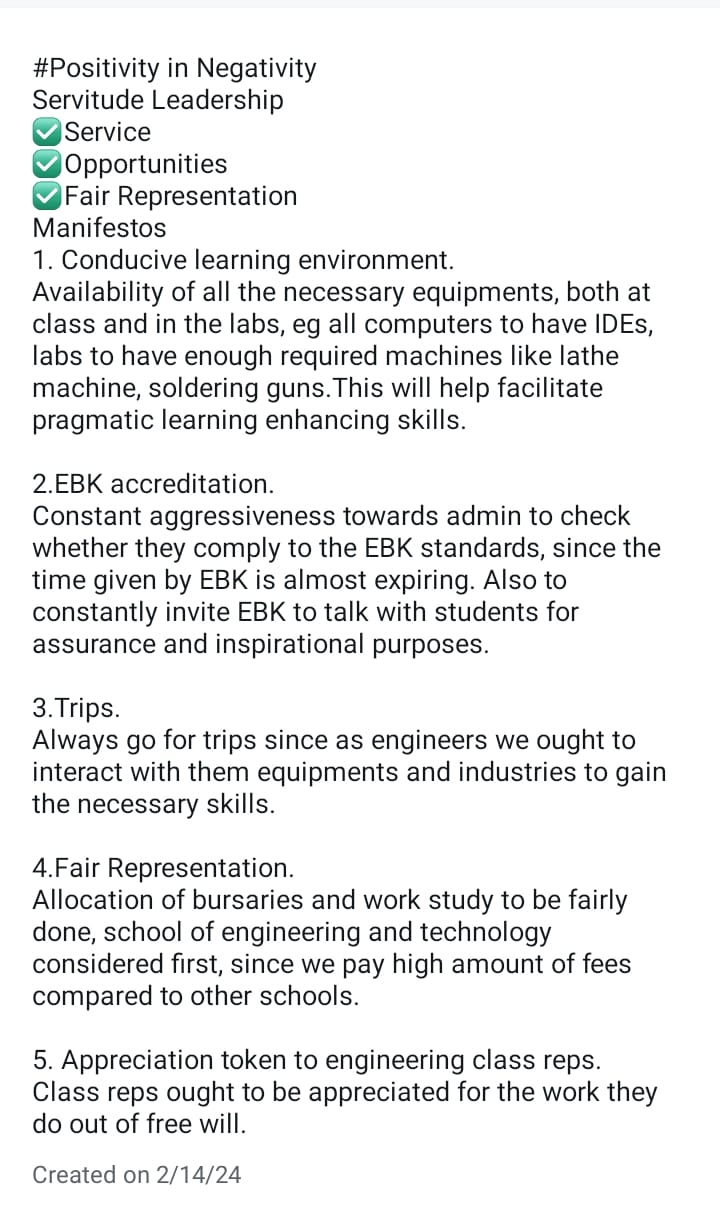 #Positivity in Negativity
Servitude Leadership
✅Service
✅Opportunities
✅Fair Representation
Manifestos
1. Conducive learning environment.
Availability of all the necessary equipments, both at
class and in the labs, eg all computers to have IDEs,
labs to have enough required machines like lathe
machine, soldering guns.This will help facilitate
pragmatic learning enhancing skills.

2.EBK accreditation.
Constant aggressiveness towards admin to check
whether they comply to the EBK standards, since the
time given by EBK is almost expiring. Also to
constantly invite EBK to talk with students for
assurance and inspirational purposes.

3.Trips.
Always go for trips since as engineers we ought to
interact with them equipments and industries to gain
the necessary skills.

4.Fair Representation.
Allocation of bursaries and work study to be fairly
done, school of engineering and technology
considered first, since we pay high amount of fees
compared to other schools.

5. Appreciation token to engineering class reps.
Class reps ought to be appreciated for the work they
do out of free will.
Created on 2/14/24